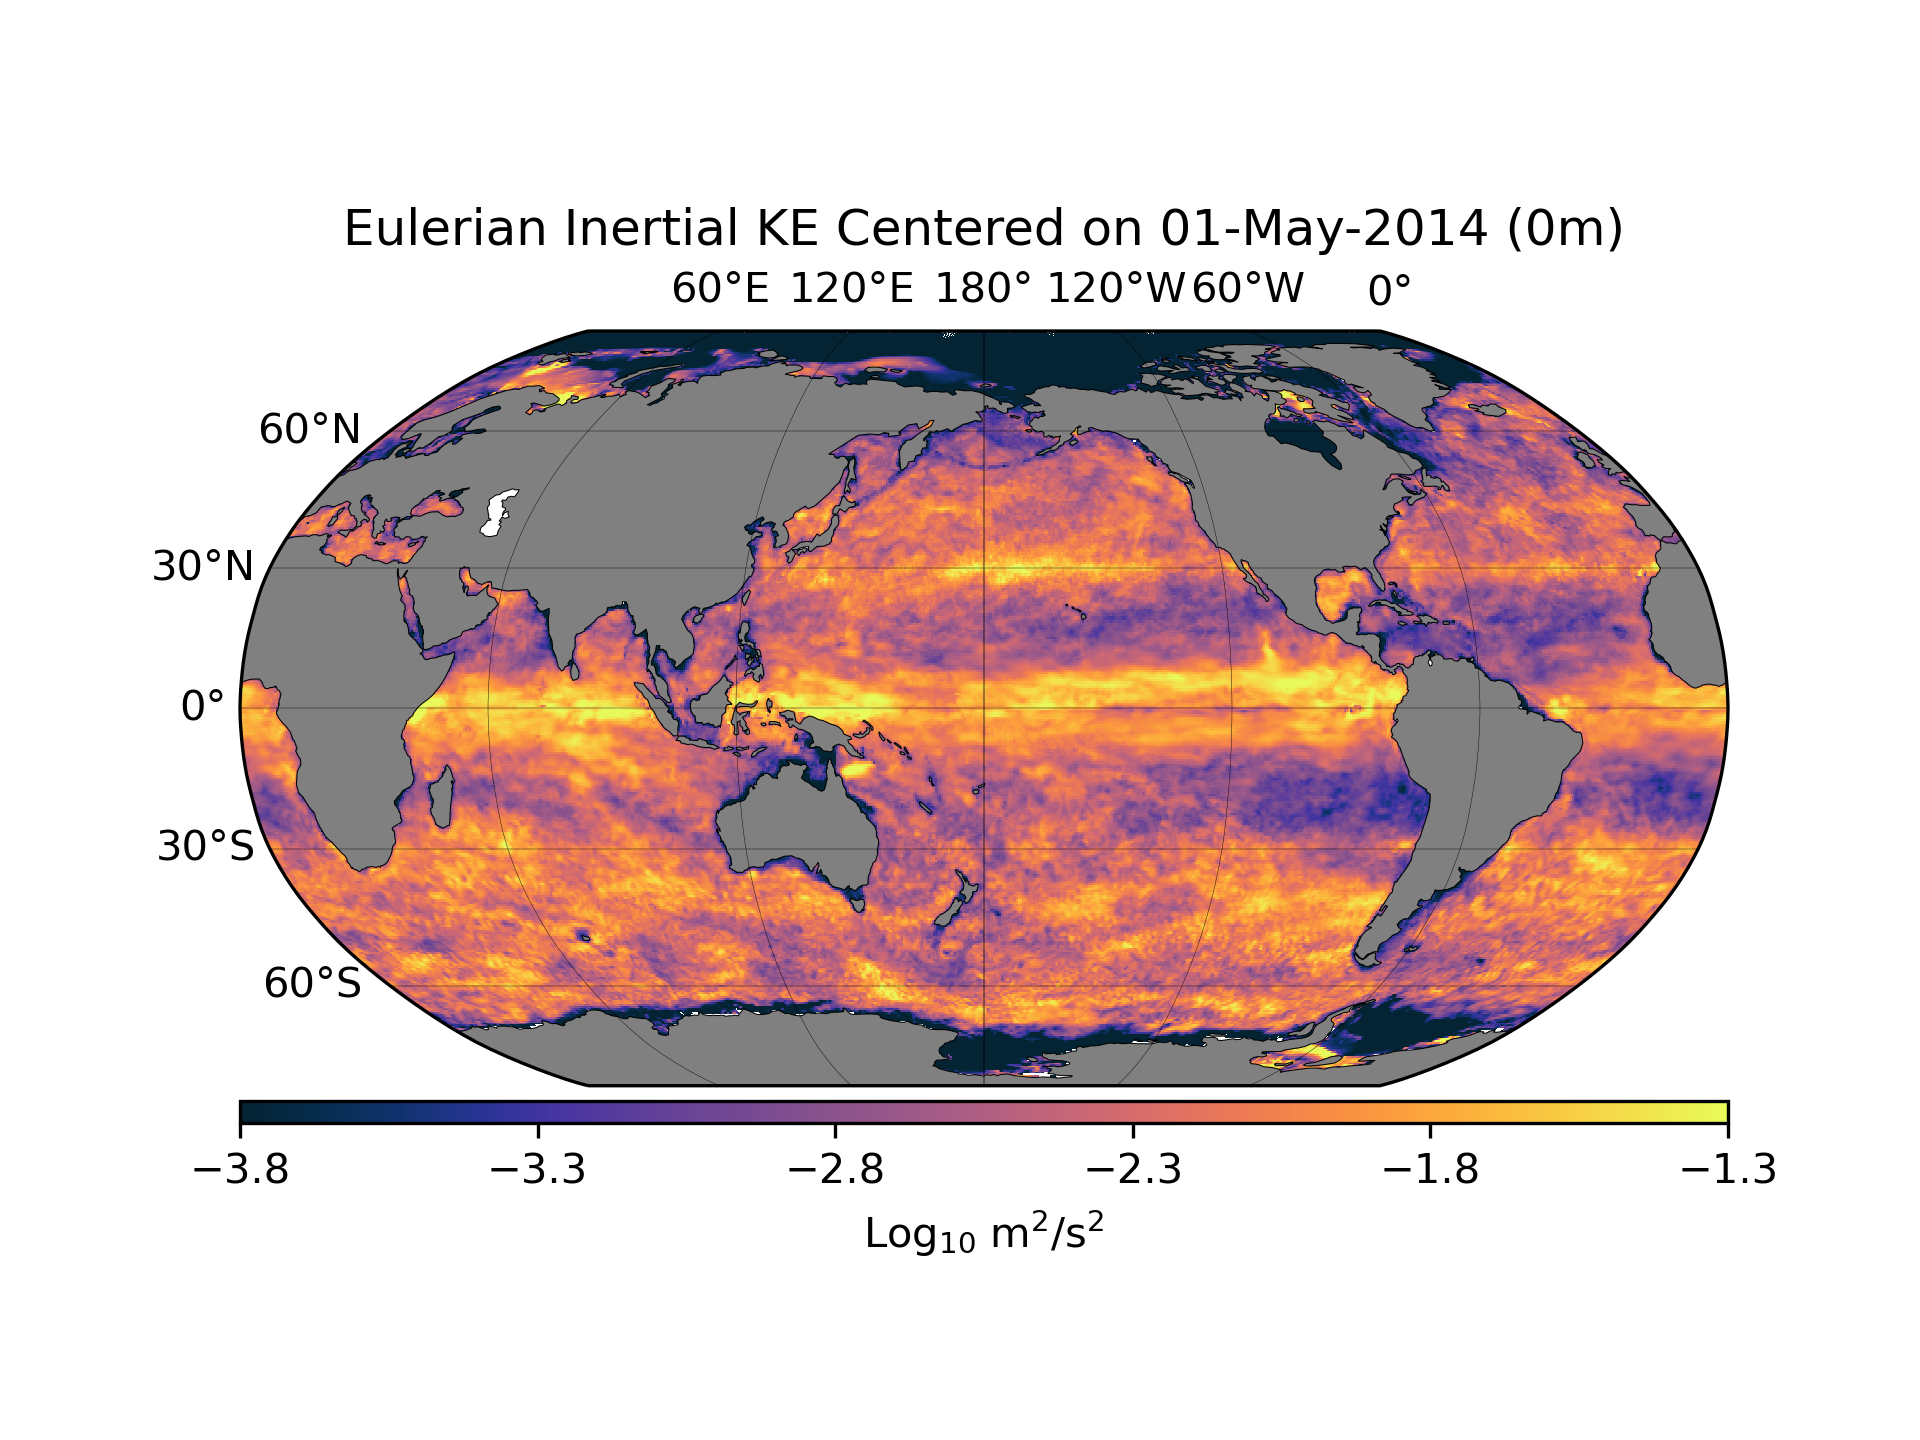 Eulerian Inertial KE Centered on 01-May-2014 (0m)
60°E 120°E 180° 120°W 60°W 0°
60°N
30°N
0°
30°S
60°S
−3.8 −3.3 −2.8 −2.3 −1.8 −1.3
Log₁₀ m²/s²